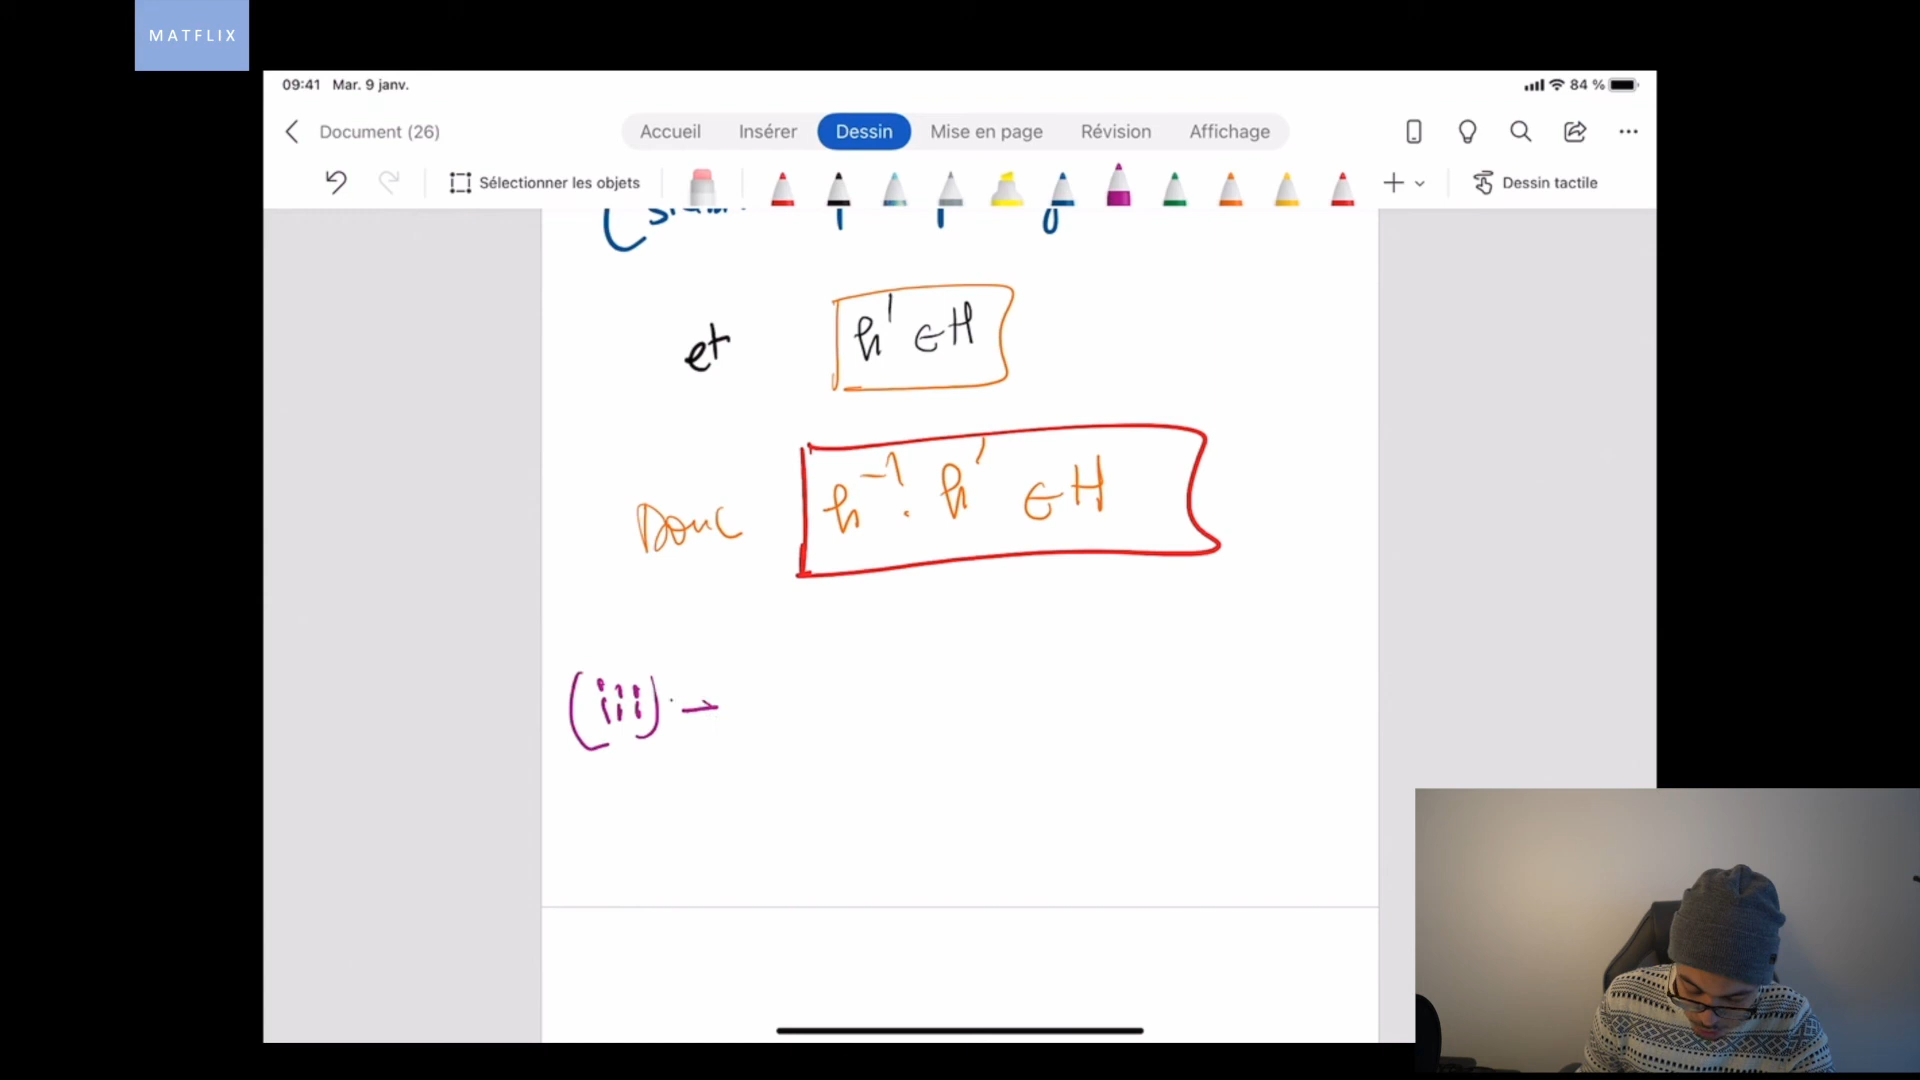 MATFLIX
09:41 Mar. 9 janv.
84 %
Document (26)
Accueil Insérer Dessin Mise en page Révision Affichage
Sélectionner les objets
Dessin tactile
et h' ∈ H
Donc h⁻¹ . h' ∈ H
(iii) →